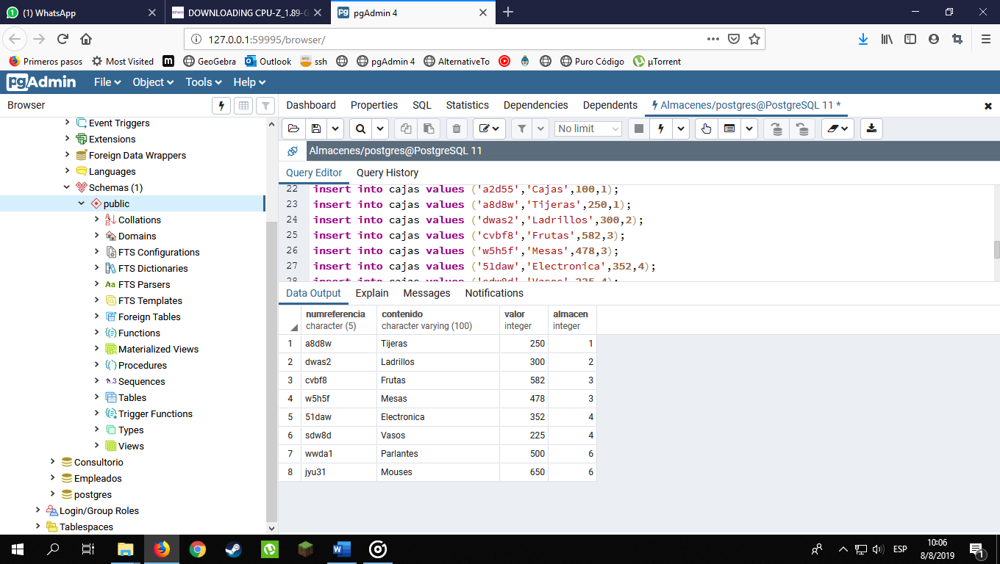 (1) WhatsApp
DOWNLOADING CPU-Z_1.89-
pgAdmin 4
127.0.0.1:59995/browser/
Primeros pasos Most Visited m GeoGebra Outlook ssh pgAdmin 4 AlternativeTo Puro Código µTorrent
pgAdmin File Object Tools Help
Browser
Dashboard Properties SQL Statistics Dependencies Dependents Almacenes/postgres@PostgreSQL 11 *
Event Triggers
Extensions
Foreign Data Wrappers
Languages
Schemas (1)
public
Collations
Domains
FTS Configurations
FTS Dictionaries
FTS Parsers
FTS Templates
Foreign Tables
Functions
Materialized Views
Procedures
Sequences
Tables
Trigger Functions
Types
Views
Consultorio
Empleados
postgres
Login/Group Roles
Tablespaces
No limit
Almacenes/postgres@PostgreSQL 11
Query Editor Query History
22 insert into cajas values ('a2d55','Cajas',100,1);
23 insert into cajas values ('a8d8w','Tijeras',250,1);
24 insert into cajas values ('dwas2','Ladrillos',300,2);
25 insert into cajas values ('cvbf8','Frutas',582,3);
26 insert into cajas values ('w5h5f','Mesas',478,3);
27 insert into cajas values ('51daw','Electronica',352,4);
28 insert into cajas values ('sdw8d','Vasos',225,4);
Data Output Explain Messages Notifications
numreferencia contenido valor almacen
character (5) character varying (100) integer integer
1 a8d8w Tijeras 250 1
2 dwas2 Ladrillos 300 2
3 cvbf8 Frutas 582 3
4 w5h5f Mesas 478 3
5 51daw Electronica 352 4
6 sdw8d Vasos 225 4
7 wwda1 Parlantes 500 6
8 jyu31 Mouses 650 6
ESP
10:06
8/8/2019
1